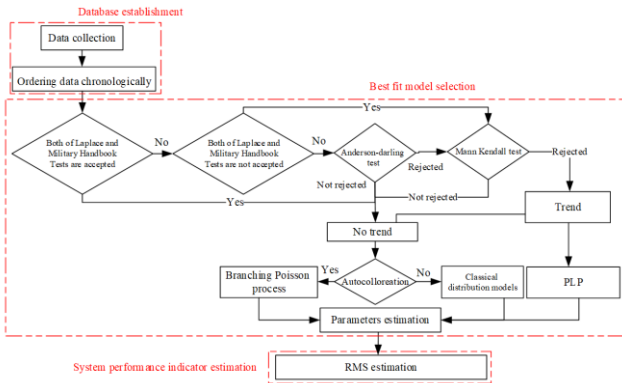 Database establishment
Data collection
Ordering data chronologically
Best fit model selection
Yes
Both of Laplace and
Military Handbook
Tests are accepted
No
Both of Laplace and
Military Handbook
Tests are not accepted
No
Anderson-darling
test
Rejected
Mann Kendall test
Rejected
Not rejected
Not rejected
Yes
Trend
No trend
Branching Poisson
process
Yes
Autocolloreation
No
Classical
distribution models
PLP
Parameters estimation
System performance indicator estimation
RMS estimation